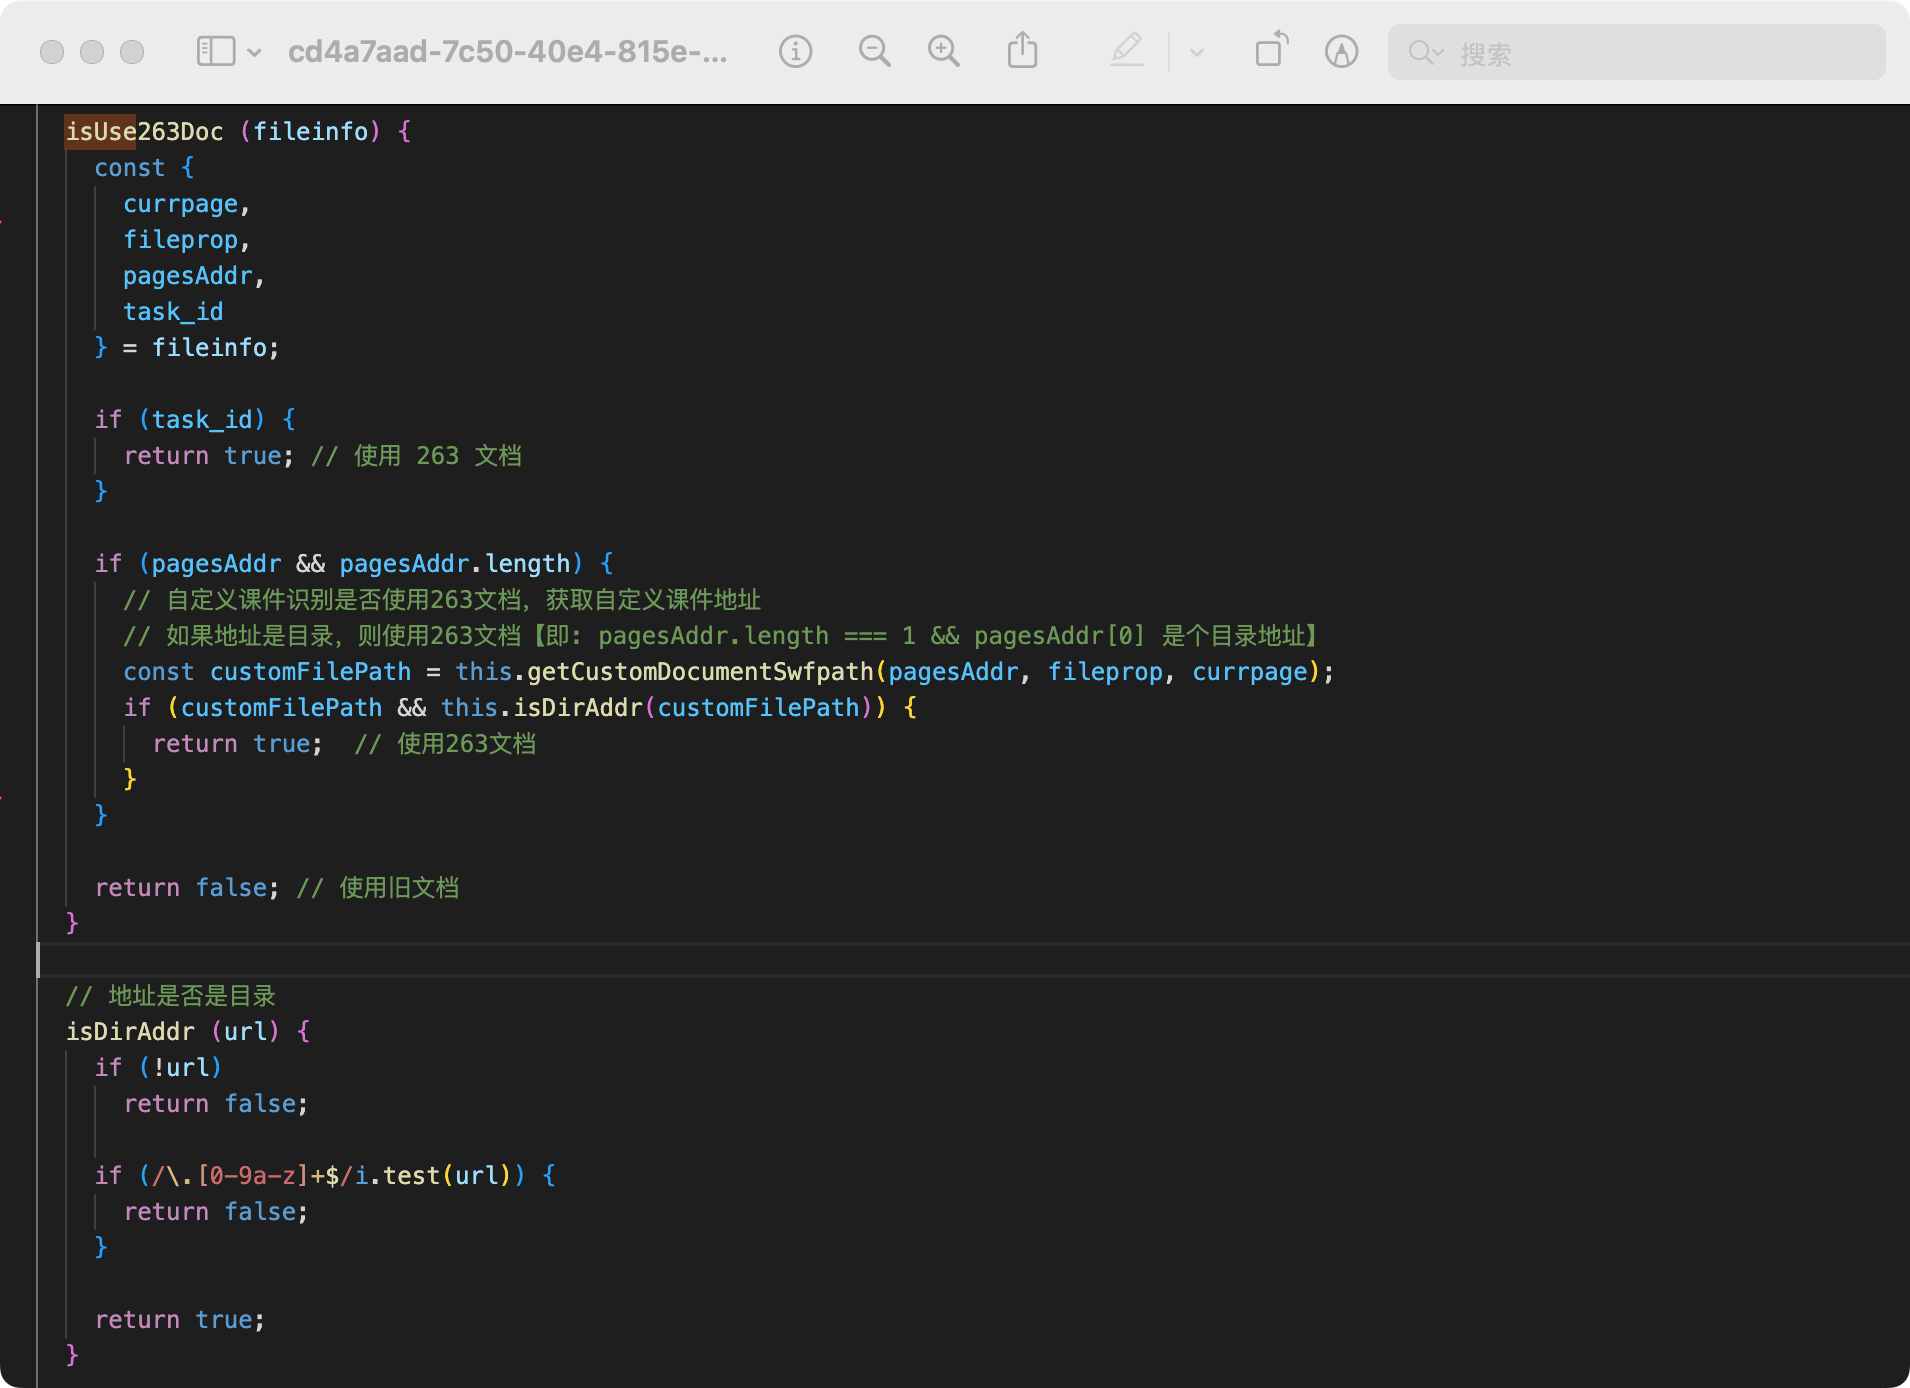 cd4a7aad-7c50-40e4-815e-...
搜索
isUse263Doc (fileinfo) {
const {
currpage,
fileprop,
pagesAddr,
task_id
} = fileinfo;
if (task_id) {
return true; // 使用 263 文档
}
if (pagesAddr && pagesAddr.length) {
// 自定义课件识别是否使用263文档，获取自定义课件地址
// 如果地址是目录，则使用263文档【即: pagesAddr.length === 1 && pagesAddr[0] 是个目录地址】
const customFilePath = this.getCustomDocumentSwfpath(pagesAddr, fileprop, currpage);
if (customFilePath && this.isDirAddr(customFilePath)) {
return true;  // 使用263文档
}
}
return false; // 使用旧文档
}
// 地址是否是目录
isDirAddr (url) {
if (!url)
return false;
if (/\.[0-9a-z]+$/i.test(url)) {
return false;
}
return true;
}